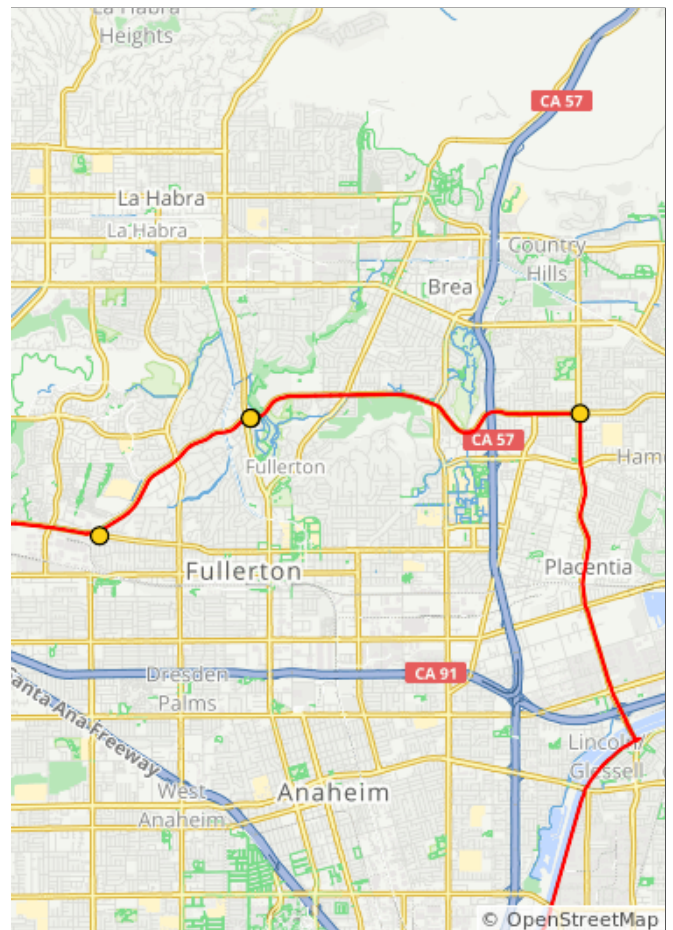 La Habra
Heights
CA 57
La Habra
La Habra
Country
Hills
Brea
CA 57
Fullerton
Ham
Fullerton
Placentia
CA 91
Dresden
Palms
Santa Ana Freeway
Lincoln/
Glessell
West
Anaheim
Anaheim
© OpenStreetMap